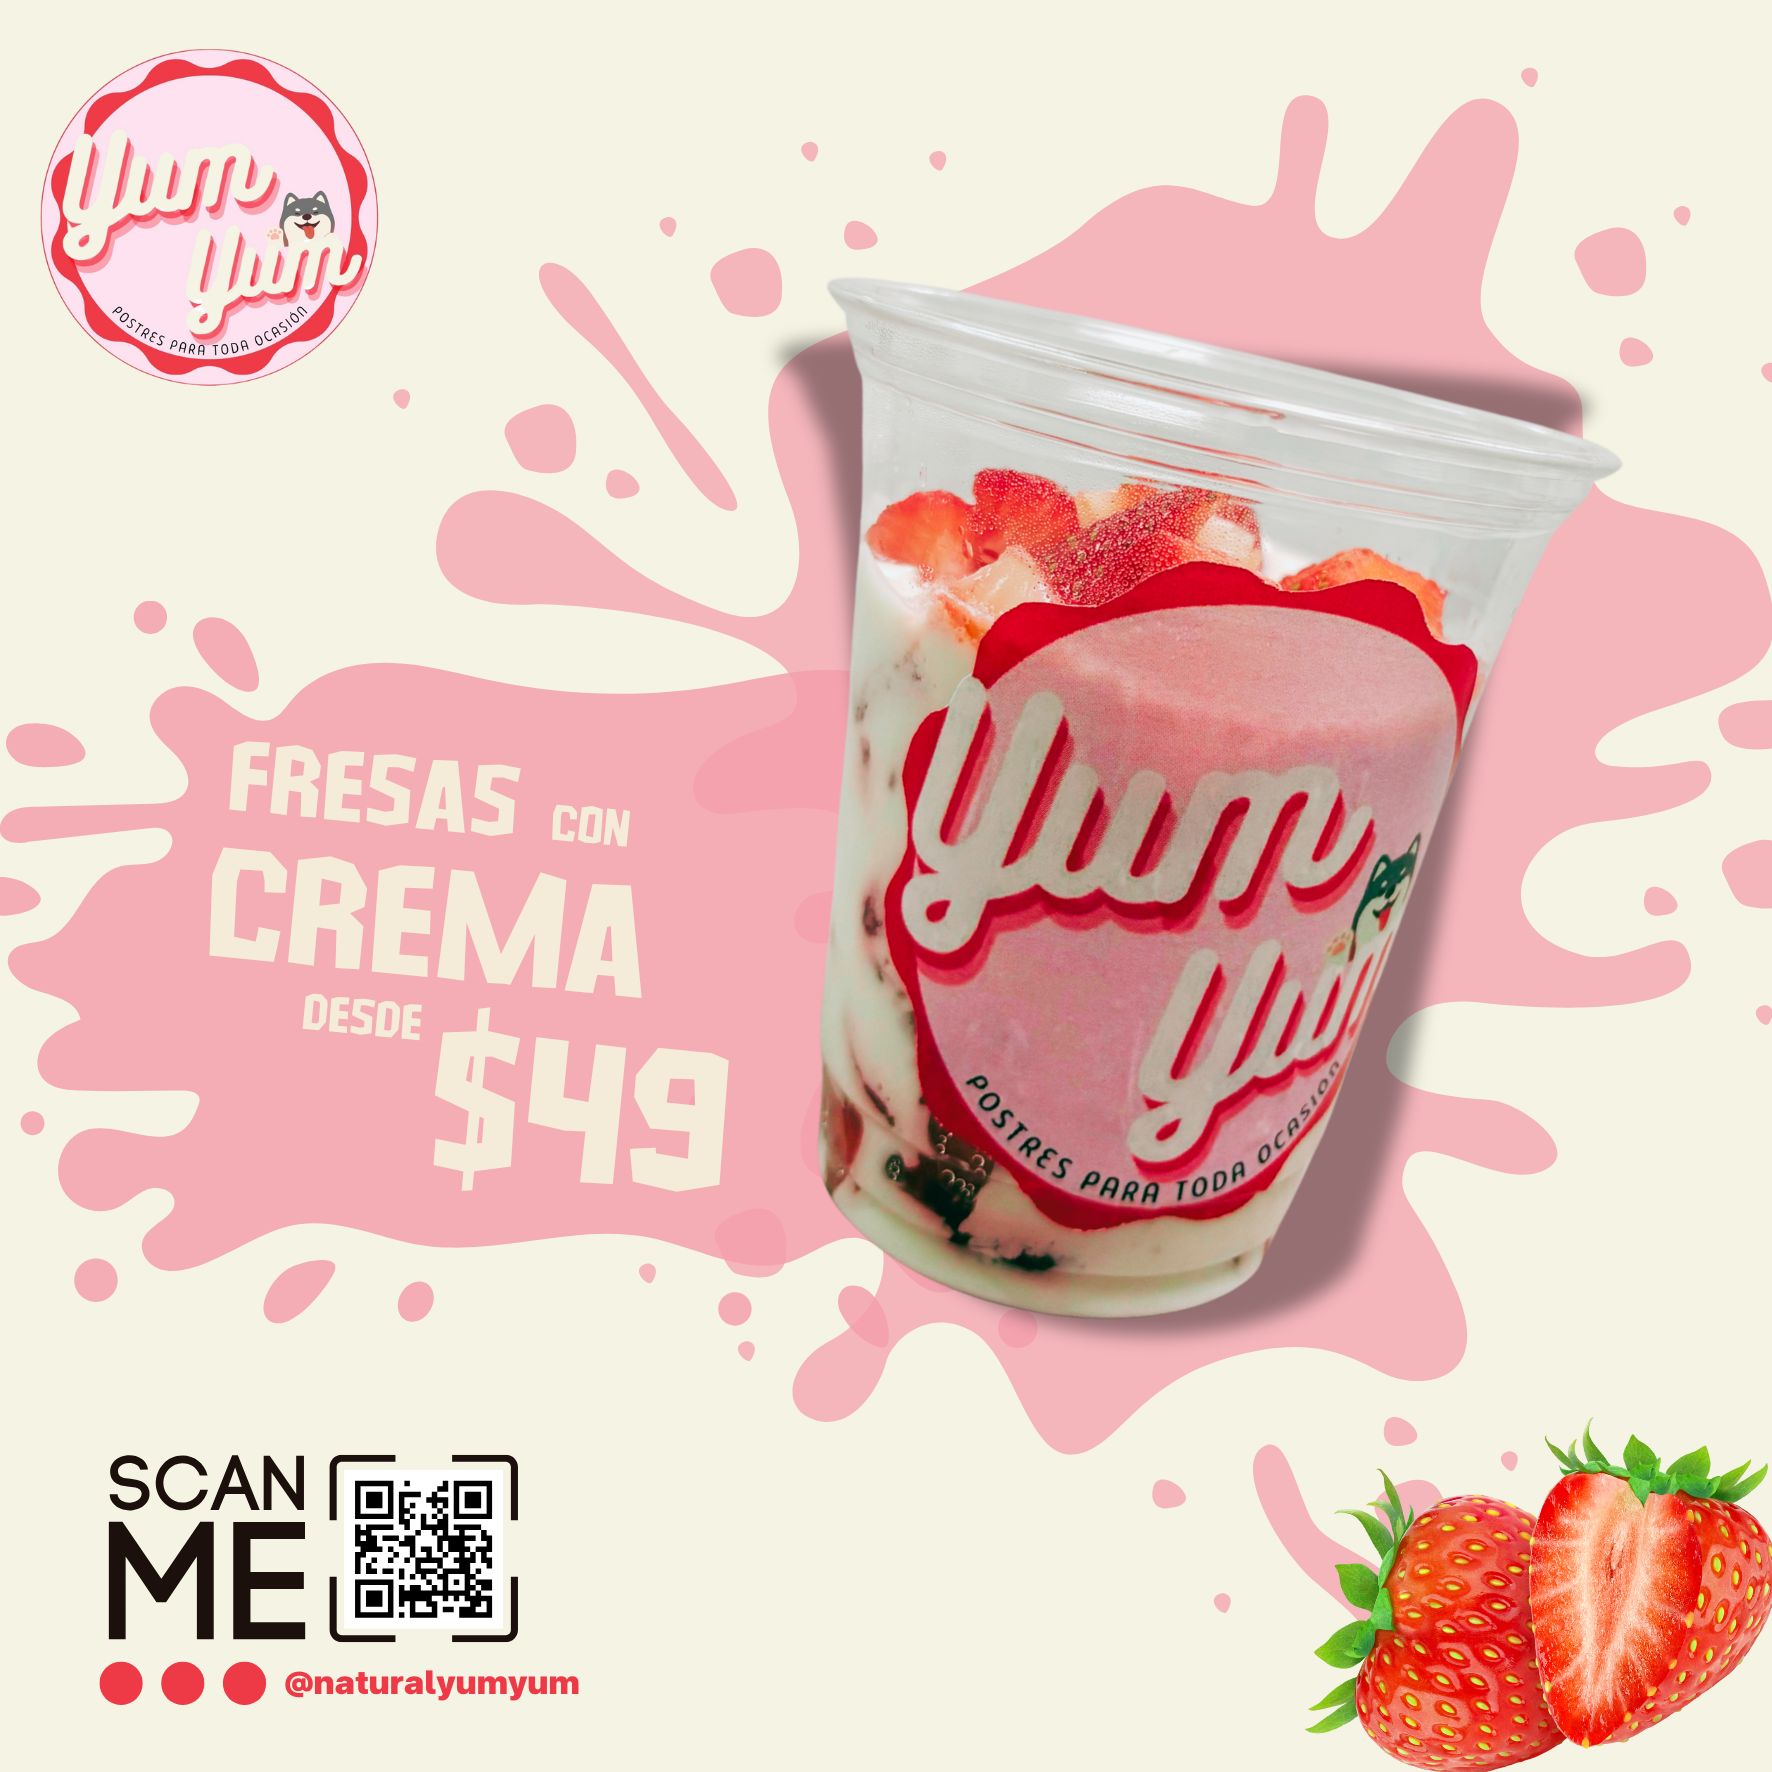 Yum
Yum
POSTRES PARA TODA OCASIÓN
FRESAS CON
CREMA
DESDE $49
Yum
Yum
POSTRES PARA TODA OCASIÓN
SCAN
ME
@naturalyumyum